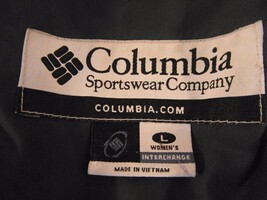 Columbia
Sportswear Company
COLUMBIA.COM
L
WOMEN'S
INTERCHANGE
MADE IN VIETNAM